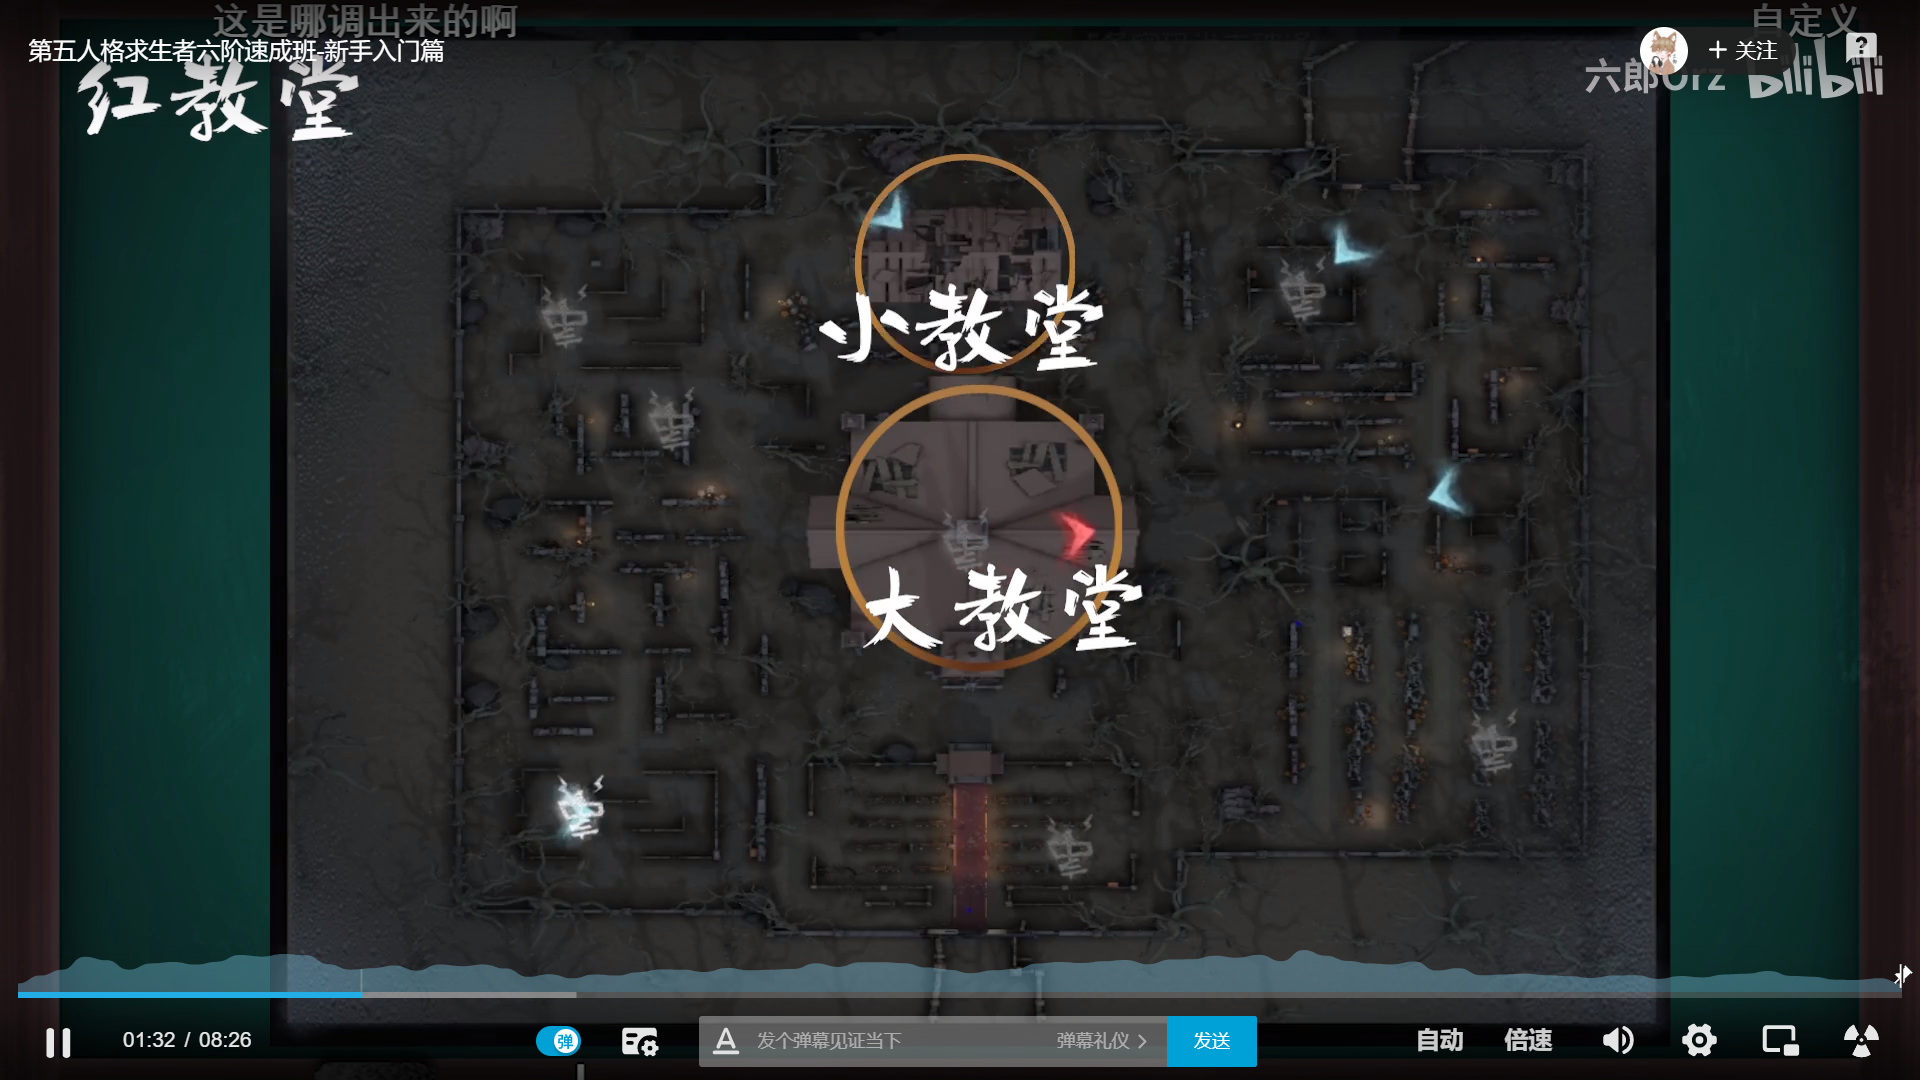 这是哪调出来的啊
自定义
第五人格求生者六阶速成班-新手入门篇
+ 关注
六郎Orz bilibili
红教堂
小教堂
大教堂
01:32 / 08:26
弹
A 发个弹幕见证当下
弹幕礼仪 >
发送
自动
倍速